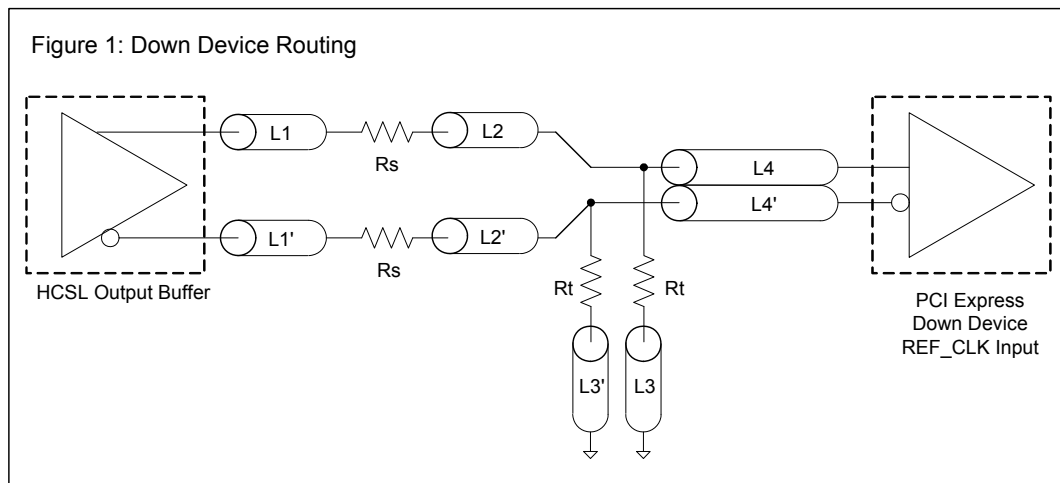 Figure 1: Down Device Routing
L1
Rs
L2
L4
L4'
L1'
Rs
L2'
HCSL Output Buffer
Rt
Rt
L3'
L3
PCI Express
Down Device
REF_CLK Input